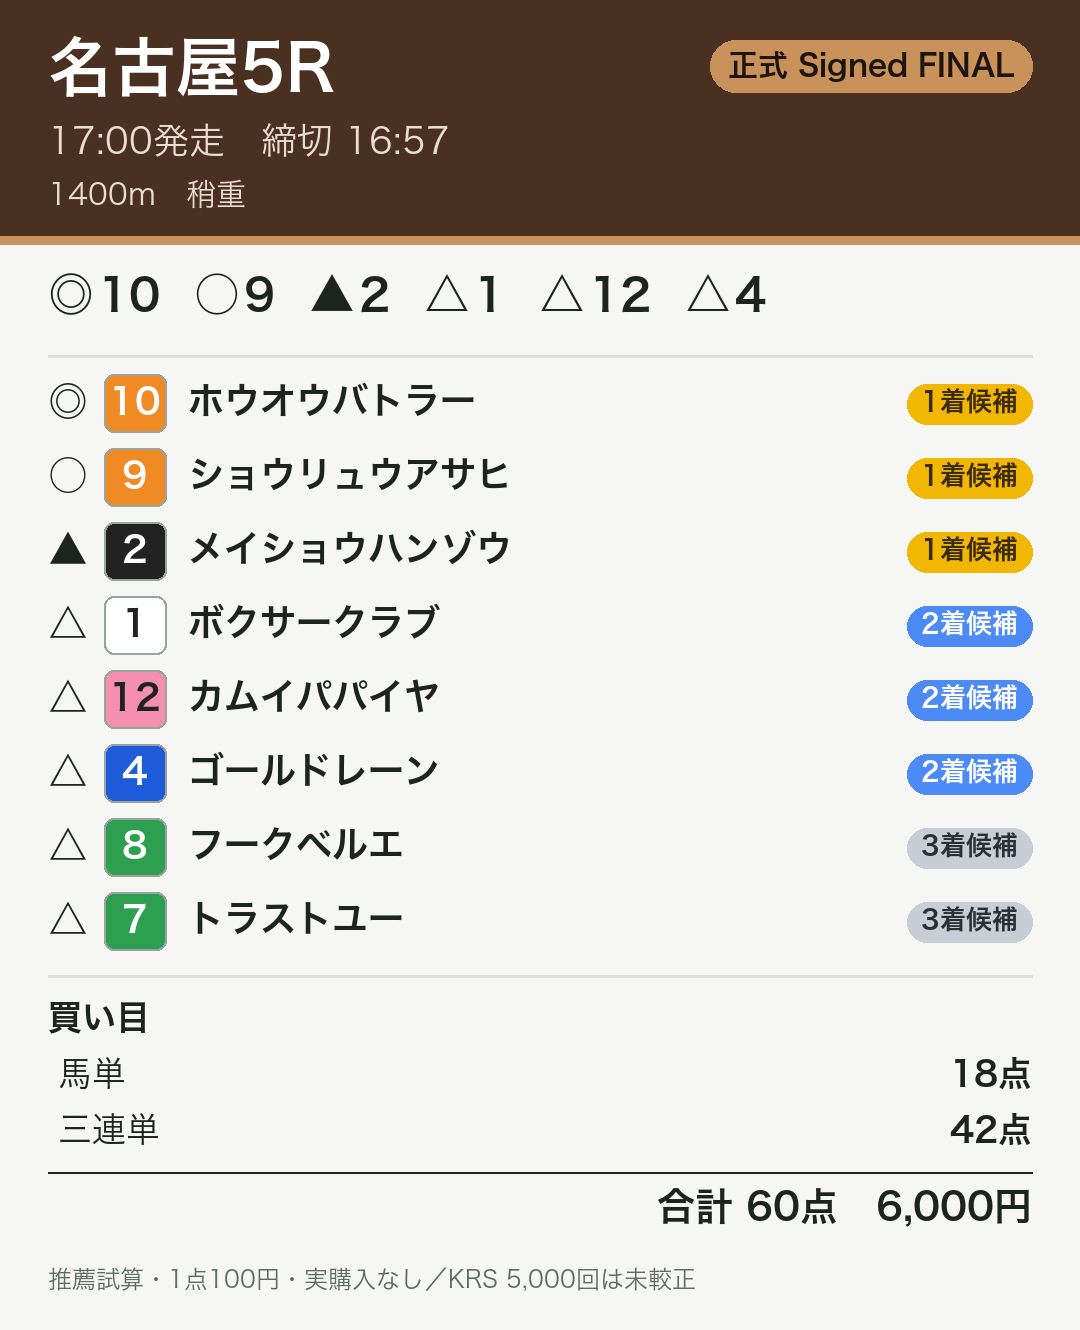 名古屋5R
正式 Signed FINAL
17:00発走 締切 16:57
1400m 稍重
◎10 ○9 ▲2 △1 △12 △4
◎ 10 ホウオウバトラー 1着候補
○ 9 ショウリュウアサヒ 1着候補
▲ 2 メイショウハンゾウ 1着候補
△ 1 ボクサークラブ 2着候補
△ 12 カムイパパイヤ 2着候補
△ 4 ゴールドレーン 2着候補
△ 8 フークベルエ 3着候補
△ 7 トラストユー 3着候補
買い目
馬単 18点
三連単 42点
合計 60点 6,000円
推薦試算・1点100円・実購入なし／KRS 5,000回は未較正